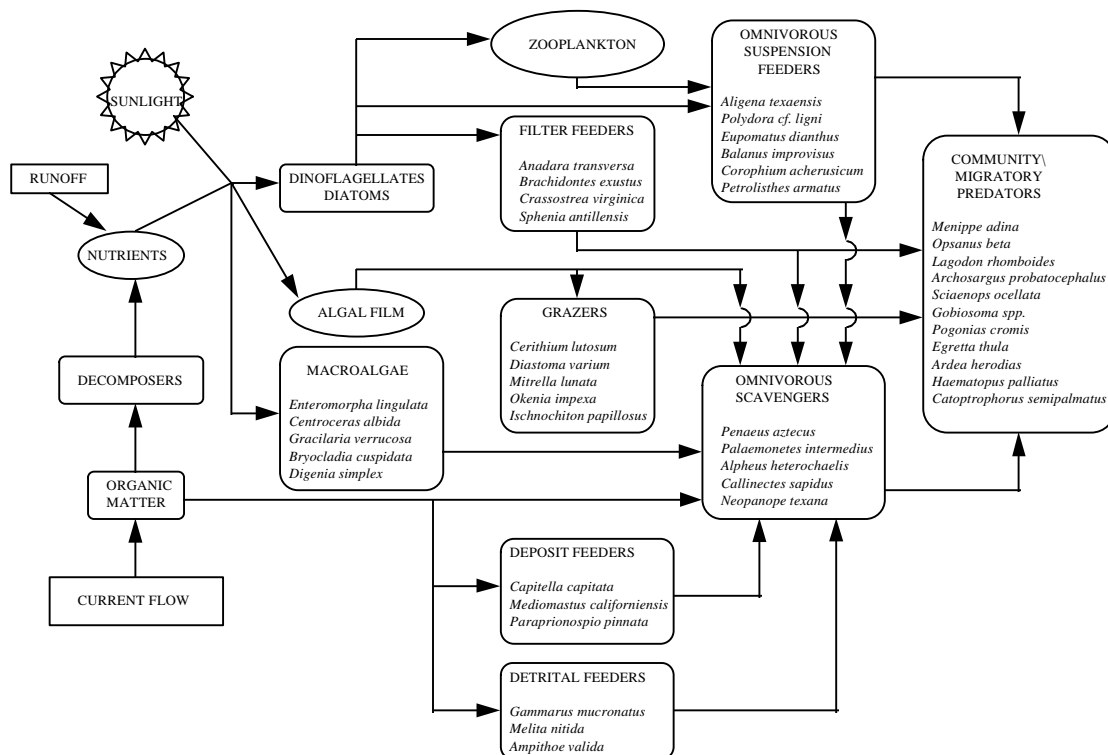 SUNLIGHT
RUNOFF
NUTRIENTS
DECOMPOSERS
ORGANIC
MATTER
CURRENT FLOW
DINOFLAGELLATES
DIATOMS
ALGAL FILM
MACROALGAE
Enteromorpha lingulata
Centroceras albida
Gracilaria verrucosa
Bryocladia cuspidata
Digenia simplex
ZOOPLANKTON
FILTER FEEDERS
Anadara transversa
Brachidontes exustus
Crassostrea virginica
Sphenia antillensis
GRAZERS
Cerithium lutosum
Diastoma varium
Mitrella lunata
Okenia impexa
Ischnochiton papillosus
DEPOSIT FEEDERS
Capitella capitata
Mediomastus californiensis
Paraprionospio pinnata
DETRITAL FEEDERS
Gammarus mucronatus
Melita nitida
Ampithoe valida
OMNIVOROUS
SUSPENSION
FEEDERS
Aligena texaensis
Polydora cf. ligni
Eupomatus dianthus
Balanus improvisus
Corophium acherusicum
Petrolisthes armatus
OMNIVOROUS
SCAVENGERS
Penaeus aztecus
Palaemonetes intermedius
Alpheus heterochaelis
Callinectes sapidus
Neopanope texana
COMMUNITY\
MIGRATORY
PREDATORS
Menippe adina
Opsanus beta
Lagodon rhomboides
Archosargus probatocephalus
Sciaenops ocellata
Gobiosoma spp.
Pogonias cromis
Egretta thula
Ardea herodias
Haematopus palliatus
Catoptrophorus semipalmatus